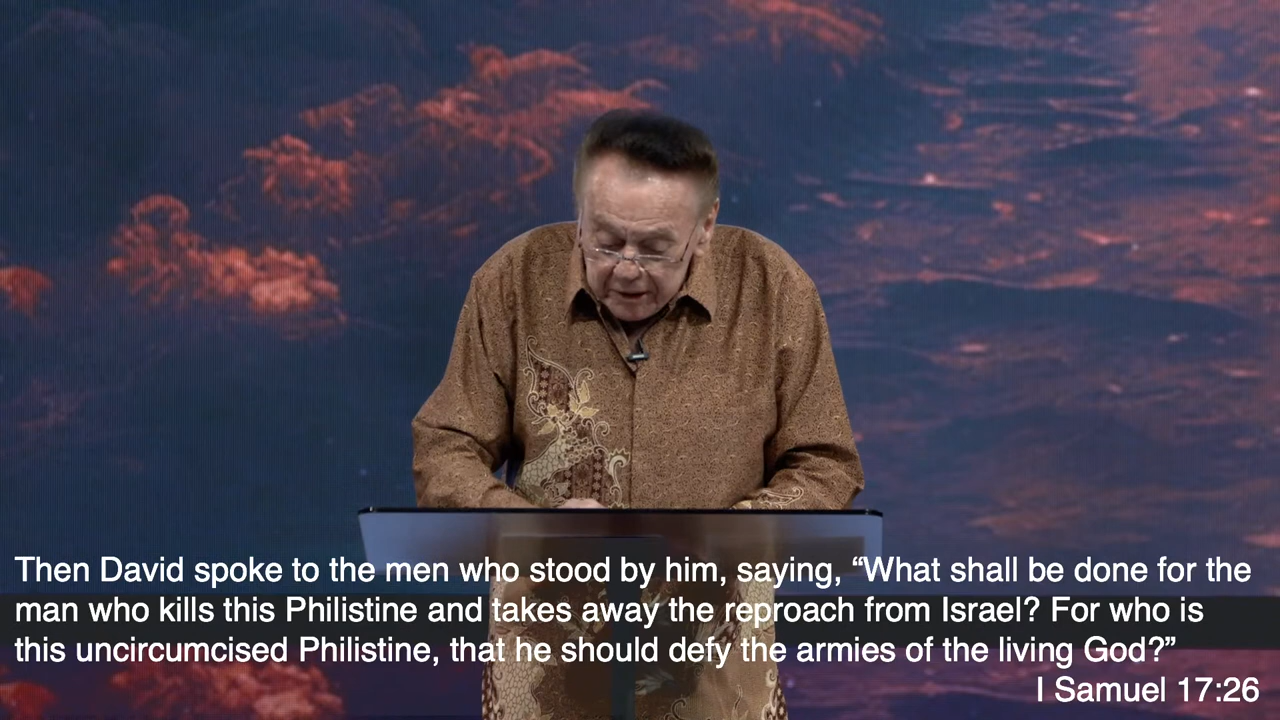 Then David spoke to the men who stood by him, saying, “What shall be done for the
man who kills this Philistine and takes away the reproach from Israel? For who is
this uncircumcised Philistine, that he should defy the armies of the living God?”
I Samuel 17:26